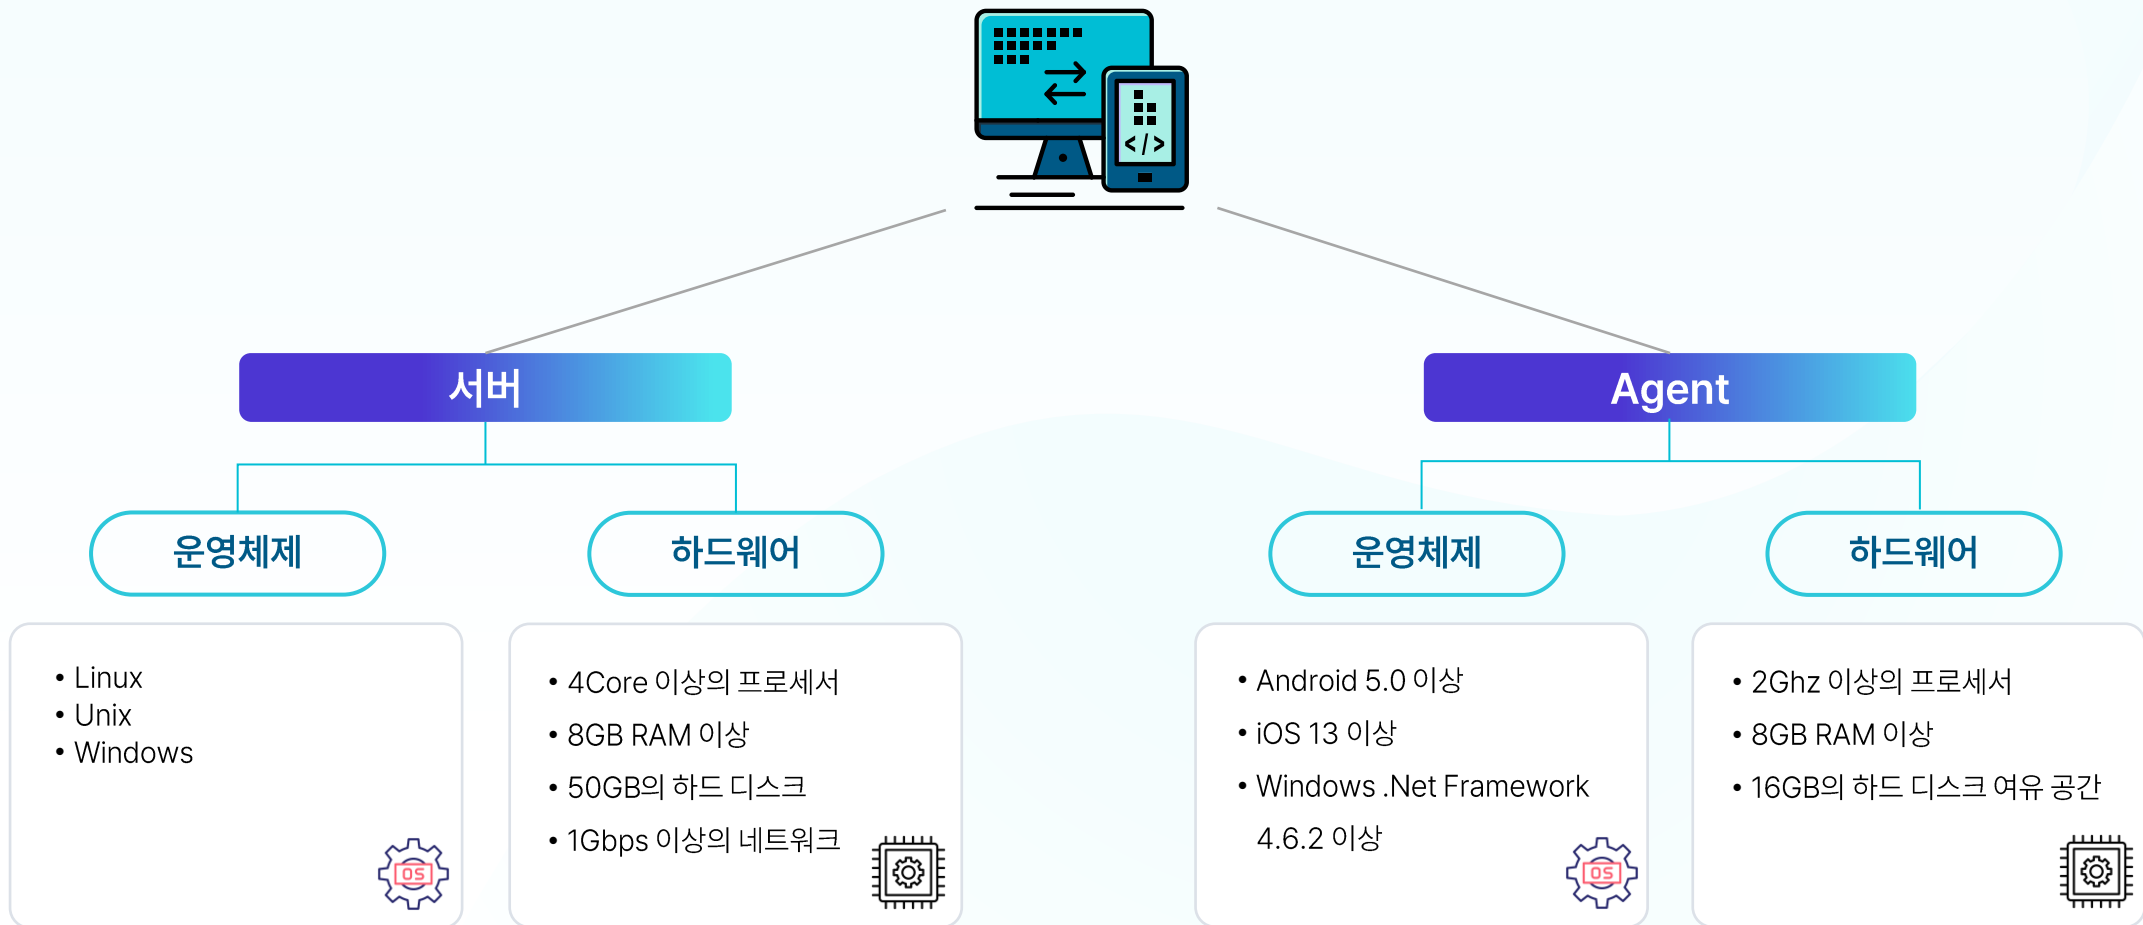 </>
서버
Agent
운영체제
하드웨어
운영체제
하드웨어
• Linux
• Unix
• Windows
• 4Core 이상의 프로세서
• 8GB RAM 이상
• 50GB의 하드 디스크
• 1Gbps 이상의 네트워크
• Android 5.0 이상
• iOS 13 이상
• Windows .Net Framework
4.6.2 이상
• 2Ghz 이상의 프로세서
• 8GB RAM 이상
• 16GB의 하드 디스크 여유 공간
OS
OS